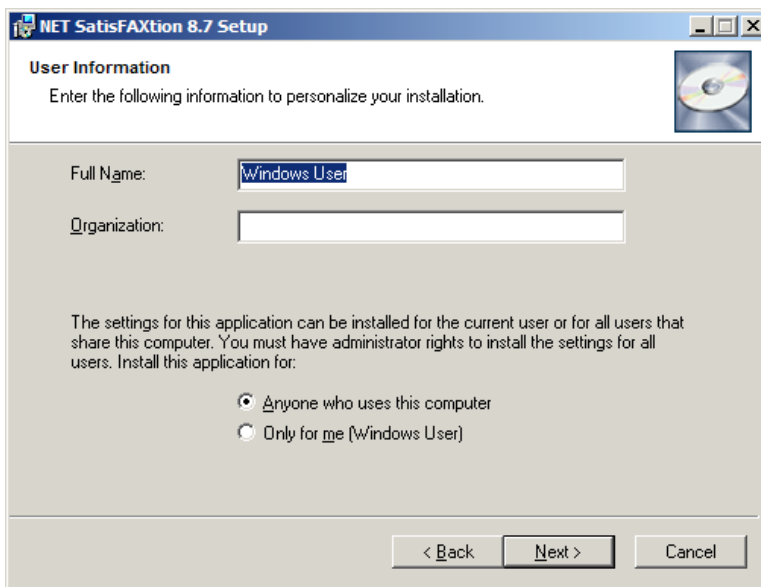 NET SatisFAXtion 8.7 Setup
User Information
Enter the following information to personalize your installation.
Full Name:
Windows User
Organization:
The settings for this application can be installed for the current user or for all users that
share this computer. You must have administrator rights to install the settings for all
users. Install this application for:
Anyone who uses this computer
Only for me (Windows User)
< Back
Next >
Cancel